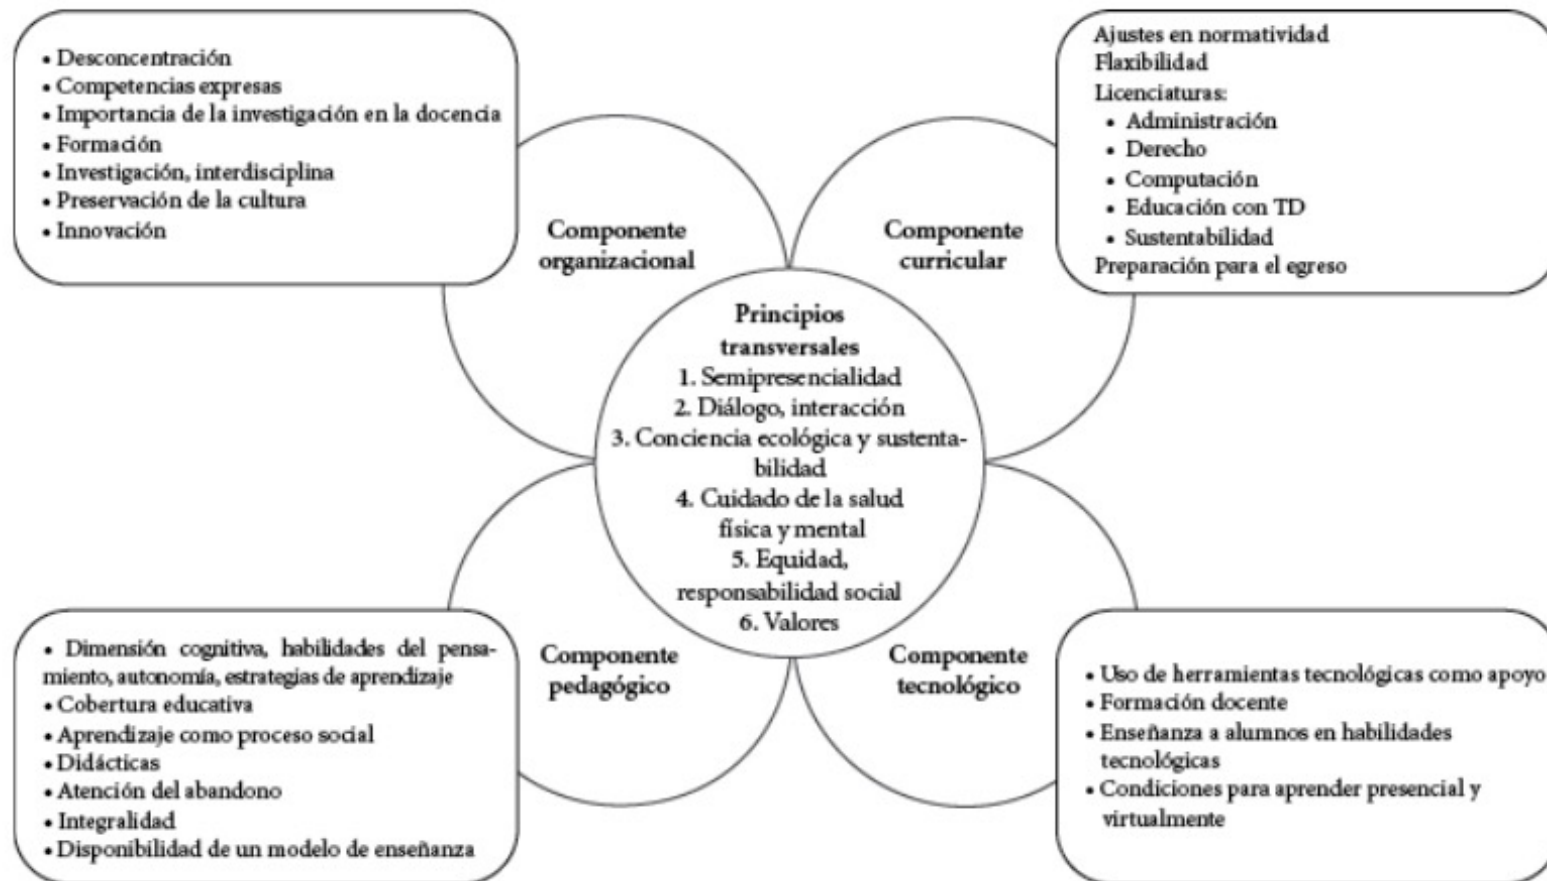 • Desconcentración
• Competencias expresas
• Importancia de la investigación en la docencia
• Formación
• Investigación, interdisciplina
• Preservación de la cultura
• Innovación
Componente
organizacional
Ajustes en normatividad
Flaxibilidad
Licenciaturas:
• Administración
• Derecho
• Computación
• Educación con TD
• Sustentabilidad
Preparación para el egreso
Componente
curricular
Principios
transversales
1. Semipresencialidad
2. Diálogo, interacción
3. Conciencia ecológica y sustenta-
bilidad
4. Cuidado de la salud
física y mental
5. Equidad,
responsabilidad social
6. Valores
• Dimensión cognitiva, habilidades del pensa-
miento, autonomía, estrategias de aprendizaje
• Cobertura educativa
• Aprendizaje como proceso social
• Didácticas
• Atención del abandono
• Integralidad
• Disponibilidad de un modelo de enseñanza
Componente
pedagógico
Componente
tecnológico
• Uso de herramientas tecnológicas como apoyo
• Formación docente
• Enseñanza a alumnos en habilidades
tecnológicas
• Condiciones para aprender presencial y
virtualmente